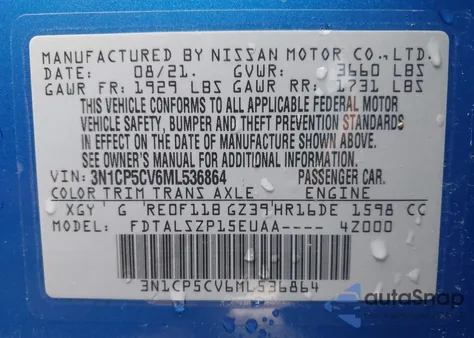 MANUFACTURED BY NISSAN MOTOR CO., LTD.
DATE: 08/21. GVWR: 3660 LBS
GAWR FR: 1929 LBS GAWR RR: 1731 LBS
THIS VEHICLE CONFORMS TO ALL APPLICABLE FEDERAL MOTOR
VEHICLE SAFETY, BUMPER AND THEFT PREVENTION STANDARDS
IN EFFECT ON THE DATE OF MANUFACTURE SHOWN ABOVE.
SEE OWNER'S MANUAL FOR ADDITIONAL INFORMATION.
VIN: 3N1CP5CV6ML536864 PASSENGER CAR.
COLOR TRIM TRANS AXLE ENGINE
XGY G RE0F11B GZ39 HR16DE 1598 CC
MODEL: FDTALSZP15EUAA---- 4Z000
3N1CP5CV6ML536864
autoSnap